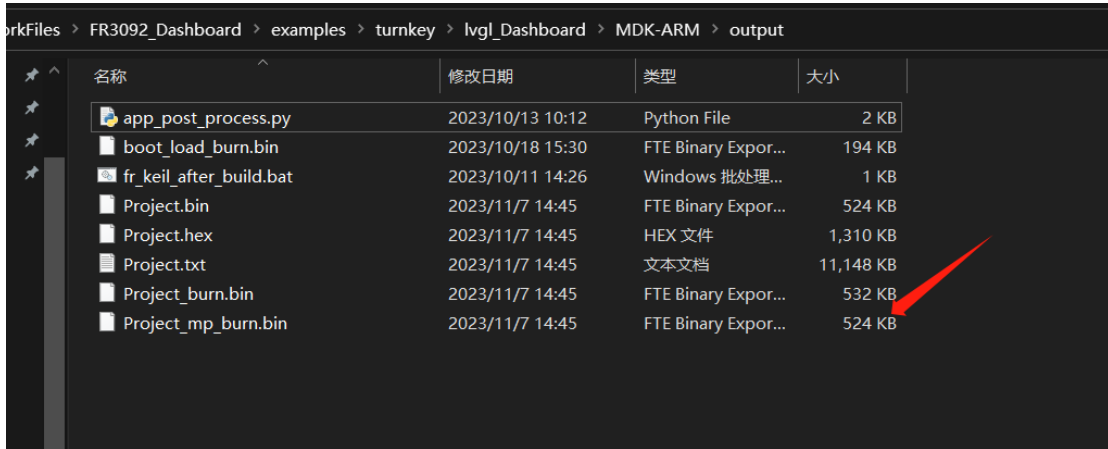 orkFiles > FR3092_Dashboard > examples > turnkey > lvgl_Dashboard > MDK-ARM > output
名称 修改日期 类型 大小
app_post_process.py 2023/10/13 10:12 Python File 2 KB
boot_load_burn.bin 2023/10/18 15:30 FTE Binary Expor... 194 KB
fr_keil_after_build.bat 2023/10/11 14:26 Windows 批处理... 1 KB
Project.bin 2023/11/7 14:45 FTE Binary Expor... 524 KB
Project.hex 2023/11/7 14:45 HEX 文件 1,310 KB
Project.txt 2023/11/7 14:45 文本文档 11,148 KB
Project_burn.bin 2023/11/7 14:45 FTE Binary Expor... 532 KB
Project_mp_burn.bin 2023/11/7 14:45 FTE Binary Expor... 524 KB